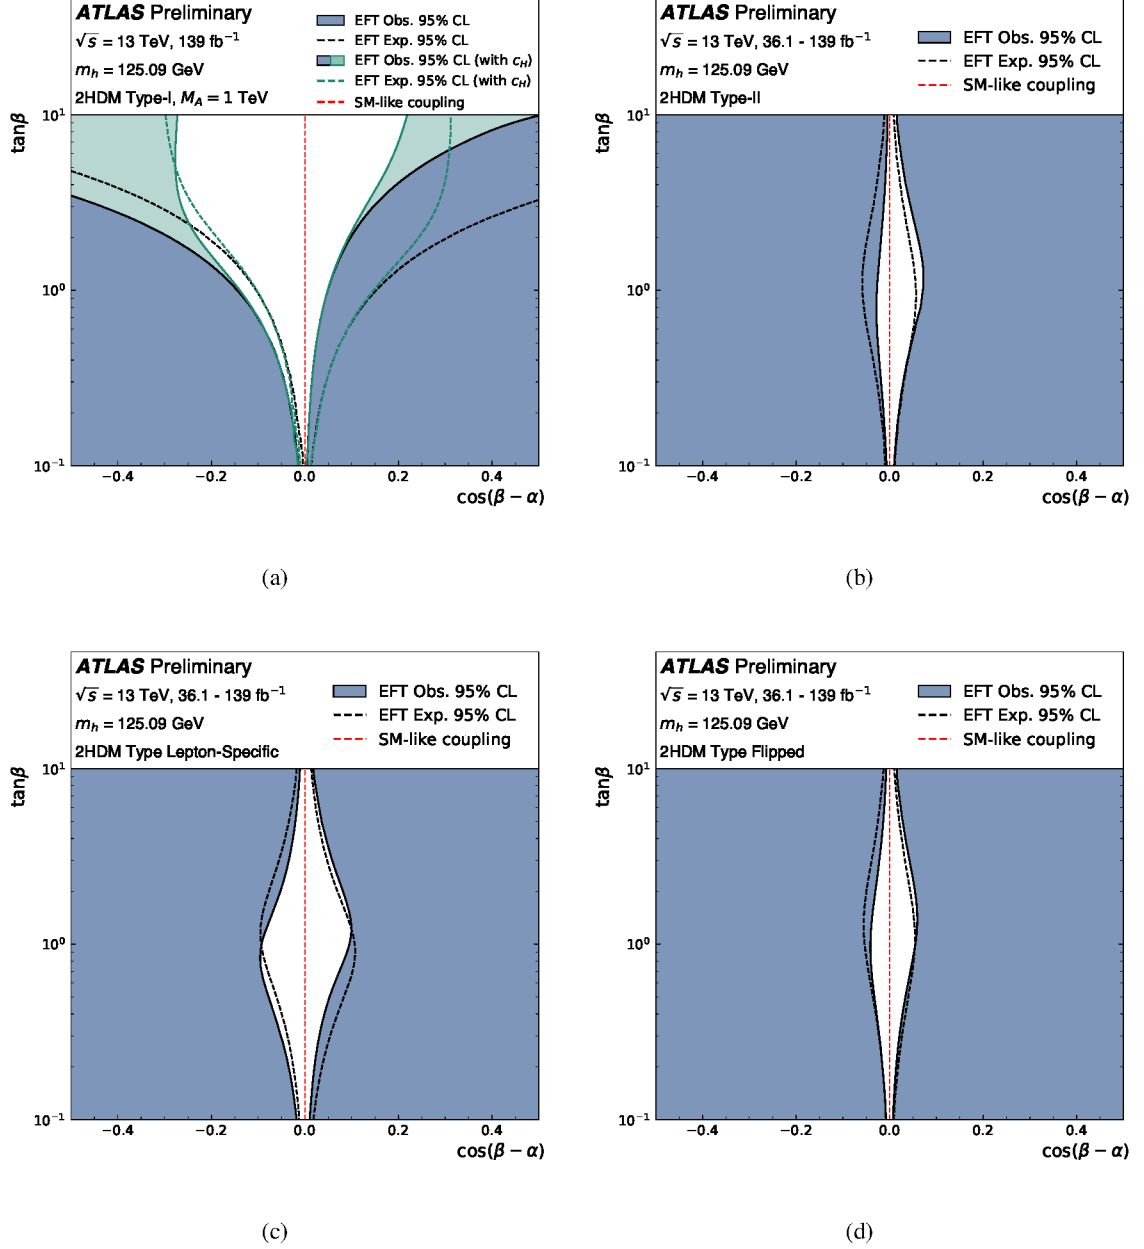 ATLAS Preliminary
√s = 13 TeV, 139 fb⁻¹
m_h = 125.09 GeV
2HDM Type-I, M_A = 1 TeV
EFT Obs. 95% CL
EFT Exp. 95% CL
EFT Obs. 95% CL (with c_H)
EFT Exp. 95% CL (with c_H)
SM-like coupling
tanβ
10¹
10⁰
10⁻¹
−0.4 −0.2 0.0 0.2 0.4
cos(β − α)
(a)
ATLAS Preliminary
√s = 13 TeV, 36.1 - 139 fb⁻¹
m_h = 125.09 GeV
2HDM Type-II
EFT Obs. 95% CL
EFT Exp. 95% CL
SM-like coupling
tanβ
10¹
10⁰
10⁻¹
−0.4 −0.2 0.0 0.2 0.4
cos(β − α)
(b)
ATLAS Preliminary
√s = 13 TeV, 36.1 - 139 fb⁻¹
m_h = 125.09 GeV
2HDM Type Lepton-Specific
EFT Obs. 95% CL
EFT Exp. 95% CL
SM-like coupling
tanβ
10¹
10⁰
10⁻¹
−0.4 −0.2 0.0 0.2 0.4
cos(β − α)
(c)
ATLAS Preliminary
√s = 13 TeV, 36.1 - 139 fb⁻¹
m_h = 125.09 GeV
2HDM Type Flipped
EFT Obs. 95% CL
EFT Exp. 95% CL
SM-like coupling
tanβ
10¹
10⁰
10⁻¹
−0.4 −0.2 0.0 0.2 0.4
cos(β − α)
(d)